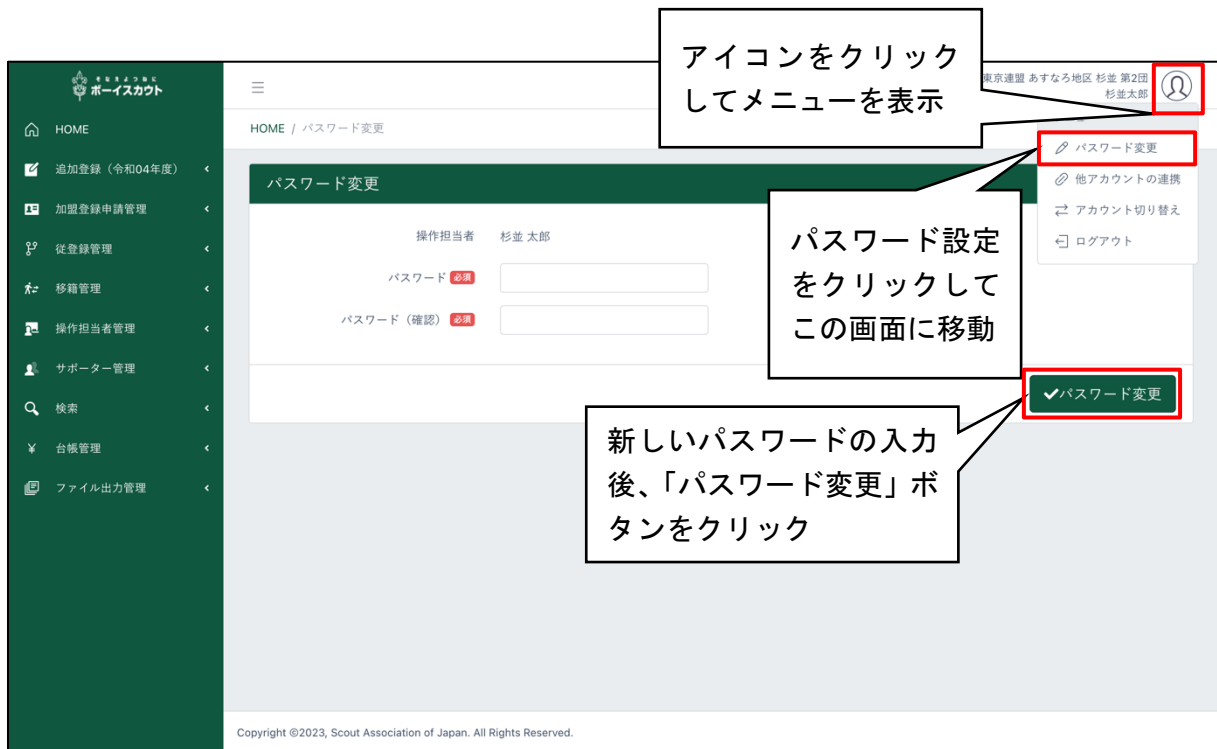 アイコンをクリック
してメニューを表示
そなえよつねに
ボーイスカウト
東京連盟 あすなろ地区 杉並 第2団
杉並太郎
HOME
追加登録（令和04年度）
加盟登録申請管理
従登録管理
移籍管理
操作担当者管理
サポーター管理
検索
¥ 台帳管理
ファイル出力管理
HOME / パスワード変更
パスワード変更
他アカウントの連携
アカウント切り替え
ログアウト
パスワード変更
操作担当者 杉並 太郎
パスワード 必須
パスワード（確認） 必須
パスワード設定
をクリックして
この画面に移動
パスワード変更
新しいパスワードの入力
後、「パスワード変更」ボ
タンをクリック
Copyright ©2023, Scout Association of Japan. All Rights Reserved.